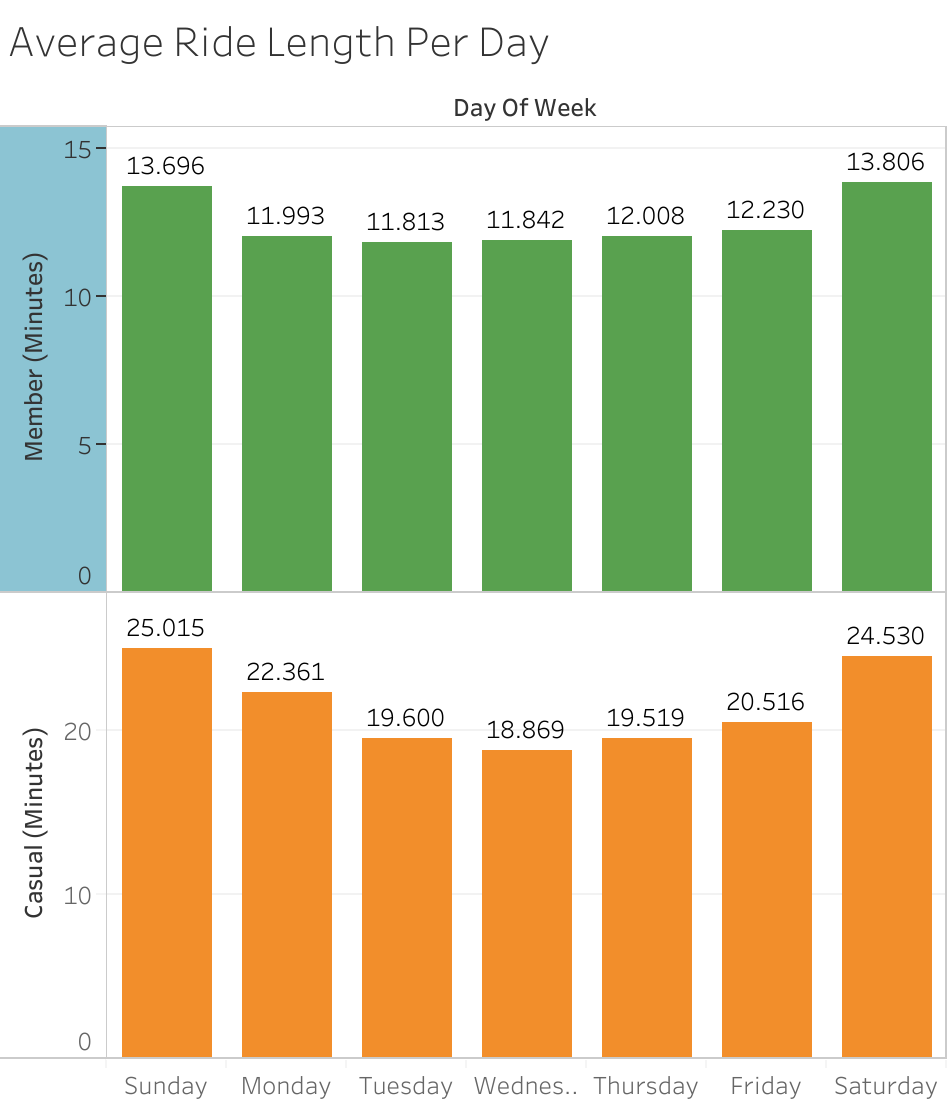 Average Ride Length Per Day
Day Of Week
Member (Minutes)
15
10
5
0
13.696
11.993
11.813
11.842
12.008
12.230
13.806
Casual (Minutes)
20
10
0
25.015
22.361
19.600
18.869
19.519
20.516
24.530
Sunday
Monday
Tuesday
Wednes..
Thursday
Friday
Saturday